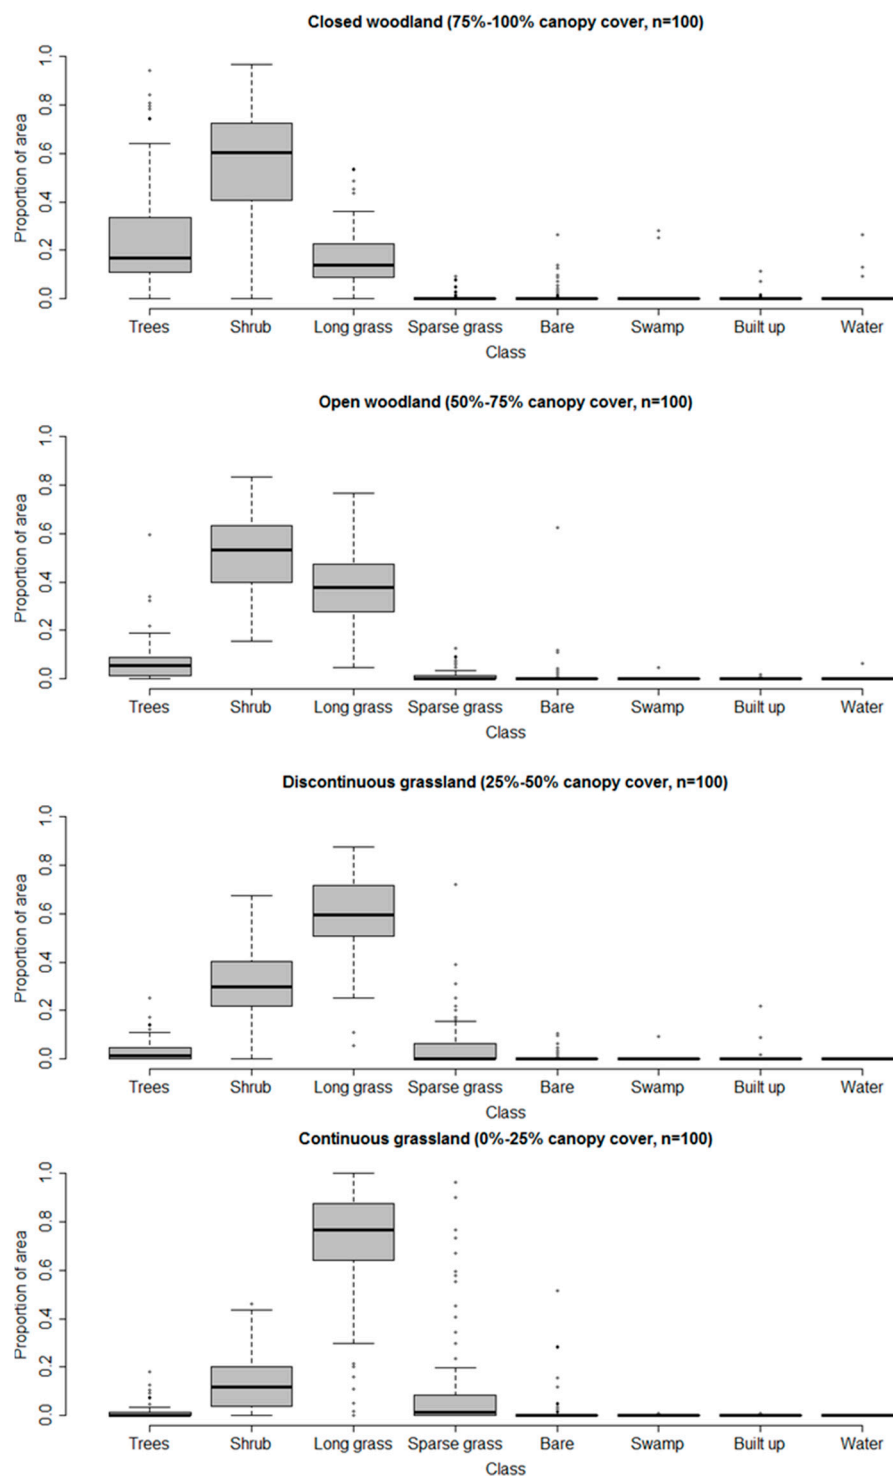 Closed woodland (75%-100% canopy cover, n=100)
Proportion of area
1.0
0.8
0.6
0.4
0.2
0.0
Trees Shrub Long grass Sparse grass Bare Swamp Built up Water
Class
Open woodland (50%-75% canopy cover, n=100)
Proportion of area
1.0
0.8
0.6
0.4
0.2
0.0
Trees Shrub Long grass Sparse grass Bare Swamp Built up Water
Class
Discontinuous grassland (25%-50% canopy cover, n=100)
Proportion of area
1.0
0.8
0.6
0.4
0.2
0.0
Trees Shrub Long grass Sparse grass Bare Swamp Built up Water
Class
Continuous grassland (0%-25% canopy cover, n=100)
Proportion of area
1.0
0.8
0.6
0.4
0.2
0.0
Trees Shrub Long grass Sparse grass Bare Swamp Built up Water
Class